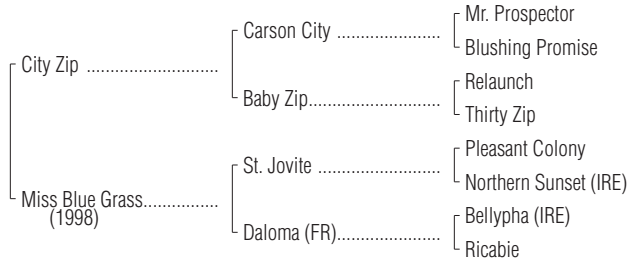 Mr. Prospector
Carson City
Blushing Promise
City Zip
Relaunch
Baby Zip
Thirty Zip
Pleasant Colony
St. Jovite
Northern Sunset (IRE)
Miss Blue Grass
(1998)
Bellypha (IRE)
Daloma (FR)
Ricabie